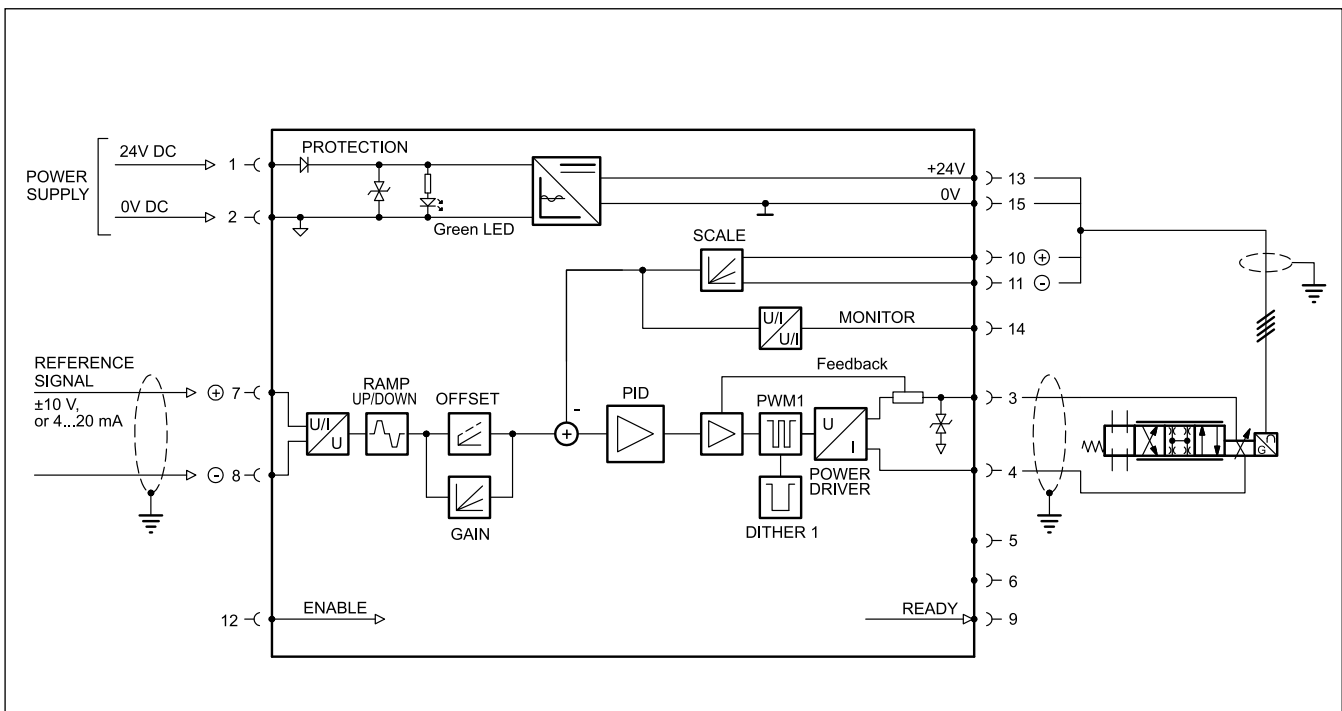 POWER
SUPPLY
24V DC
1
0V DC
2
PROTECTION
Green LED
+24V
13
0V
15
SCALE
10 +
11 -
U/I
U/I
MONITOR
14
REFERENCE
SIGNAL
±10 V,
or 4...20 mA
+ 7
- 8
U/I
U
RAMP
UP/DOWN
OFFSET
GAIN
-
+
PID
Feedback
PWM1
U
I
POWER
DRIVER
DITHER 1
3
4
G
5
6
12
ENABLE
READY
9